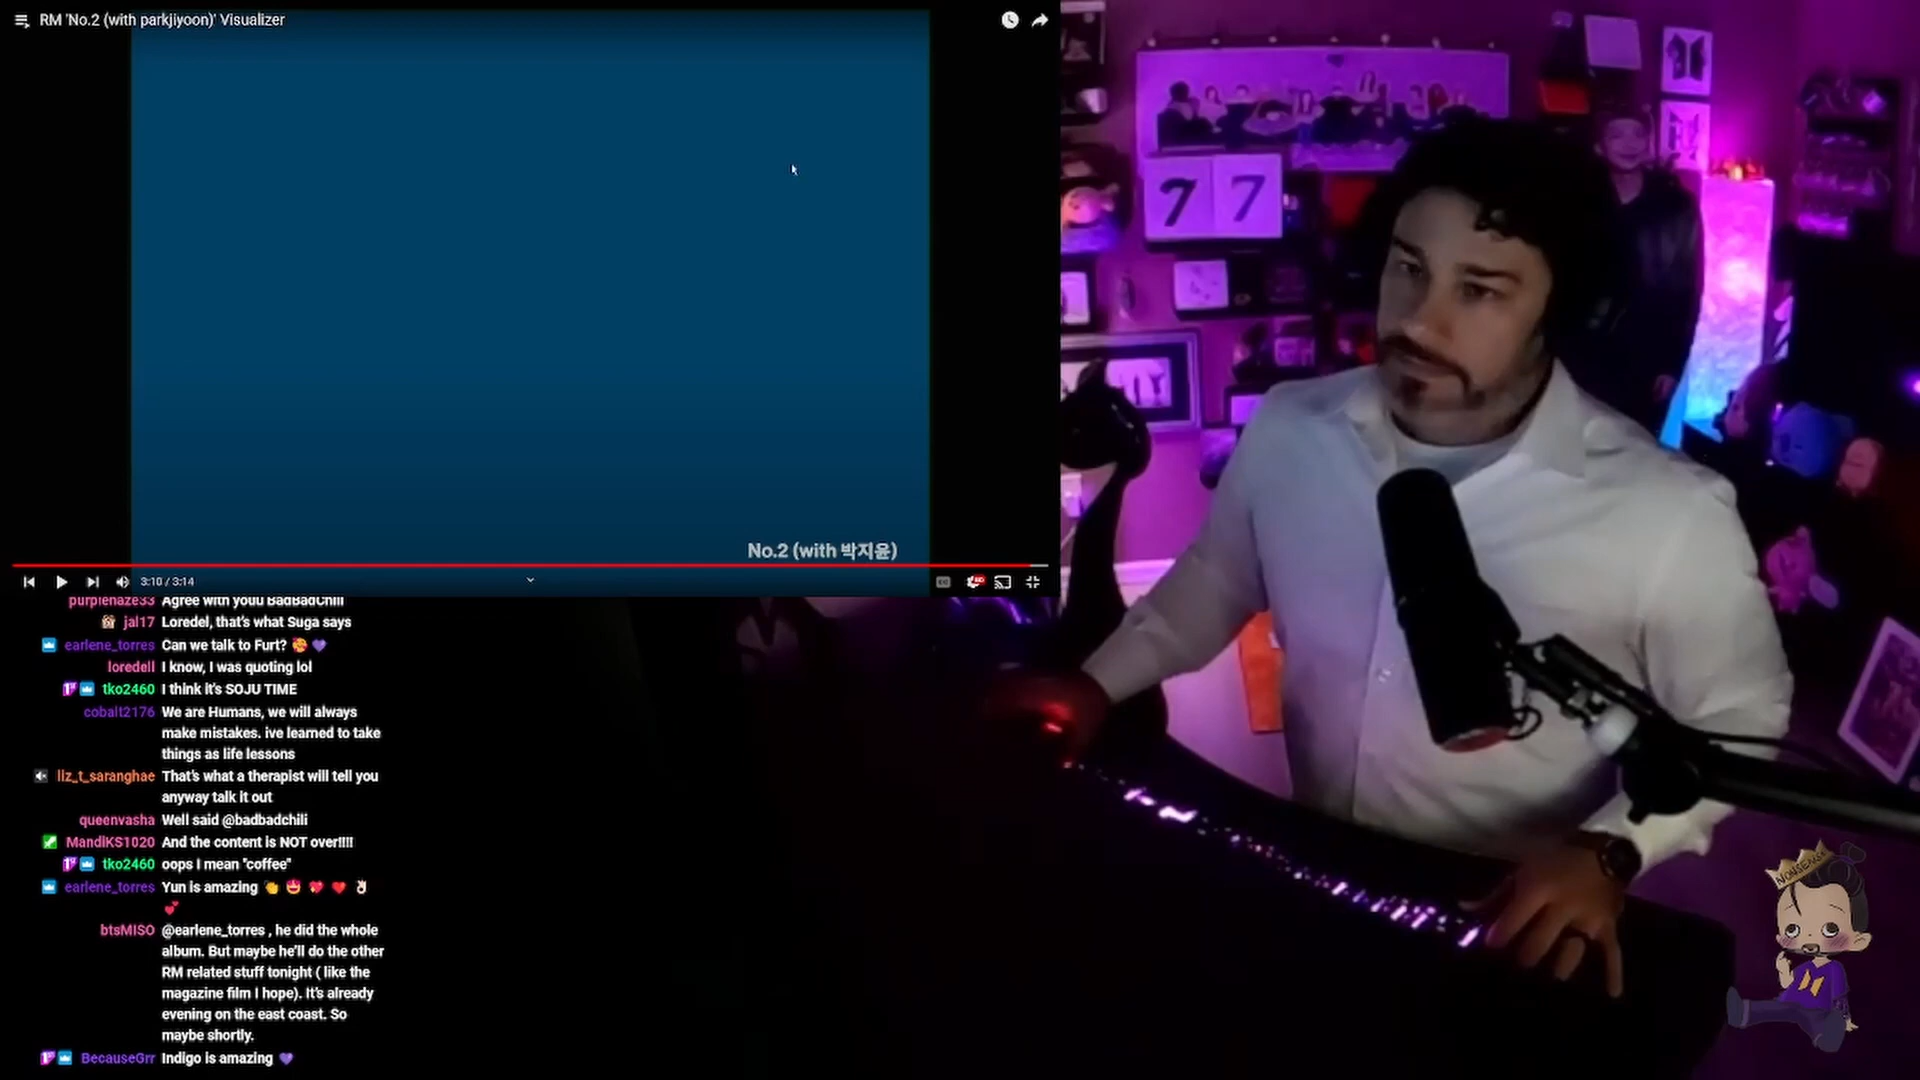 RM 'No.2 (with parkjiyoon)' Visualizer
No.2 (with 박지윤)
3:10 / 3:14
purplehaze33 Agree with youu BadBadChili
jal17 Loredel, that's what Suga says
earlene_torres Can we talk to Furt? 🥰 💜
loredell I know, I was quoting lol
tko2460 I think it's SOJU TIME
cobalt2176 We are Humans, we will always
make mistakes. ive learned to take
things as life lessons
liz_t_saranghae That's what a therapist will tell you
anyway talk it out
queenvasha Well said @badbadchili
MandiKS1020 And the content is NOT over!!!!
tko2460 oops I mean "coffee"
earlene_torres Yun is amazing 👏 🤩 💖 ❤️ 👌🏻
💕
btsMISO @earlene_torres , he did the whole
album. But maybe he'll do the other
RM related stuff tonight ( like the
magazine film I hope). It's already
evening on the east coast. So
maybe shortly.
BecauseGrr Indigo is amazing 💜
7 7
NONSENSE